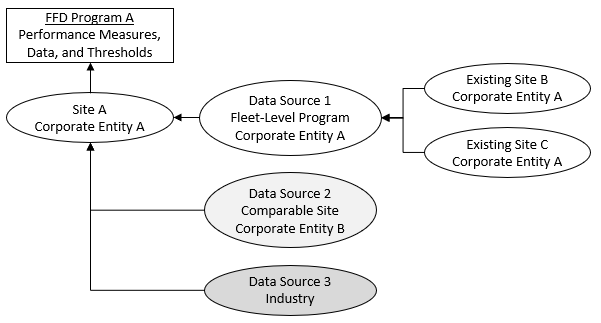 FFD Program A
Performance Measures,
Data, and Thresholds
Site A
Corporate Entity A
Data Source 1
Fleet-Level Program
Corporate Entity A
Existing Site B
Corporate Entity A
Existing Site C
Corporate Entity A
Data Source 2
Comparable Site
Corporate Entity B
Data Source 3
Industry